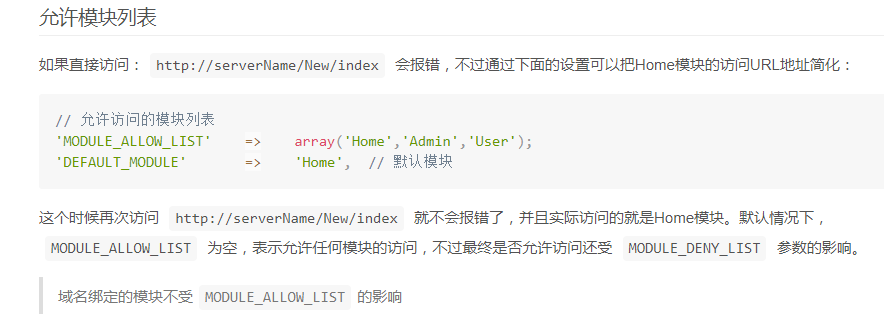 允许模块列表
如果直接访问： http://serverName/New/index 会报错，不过通过下面的设置可以把Home模块的访问URL地址简化：
// 允许访问的模块列表
'MODULE_ALLOW_LIST'    =>    array('Home','Admin','User');
'DEFAULT_MODULE'       =>    'Home',  // 默认模块
这个时候再次访问 http://serverName/New/index 就不会报错了，并且实际访问的就是Home模块。默认情况下，
MODULE_ALLOW_LIST 为空，表示允许任何模块的访问，不过最终是否允许访问还受 MODULE_DENY_LIST 参数的影响。
域名绑定的模块不受 MODULE_ALLOW_LIST 的影响